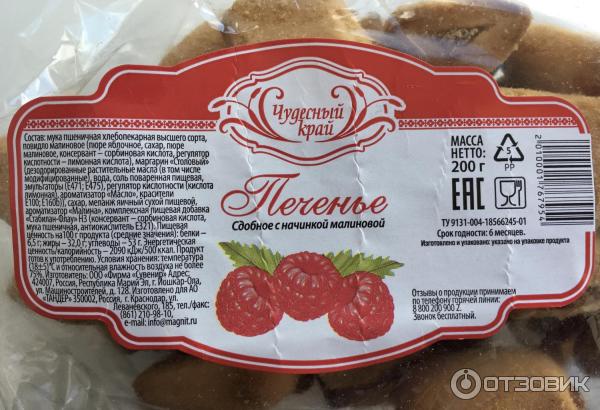 Чудесный
край
Печенье
Сдобное с начинкой малиновой
Состав: мука пшеничная хлебопекарная высшего сорта,
повидло малиновое (пюре яблочное, сахар, пюре
малиновое, консервант – сорбиновая кислота, регулятор
кислотности – лимонная кислота), маргарин «Столовый»
(дезодорированные растительные масла (в том числе
модифицированные), вода, соль поваренная пищевая,
эмульгаторы (Е471; Е475), регулятор кислотности (кислота
лимонная), ароматизатор «Масло», красители
Е100; Е160b)), сахар, меланж яичный сухой пищевой,
ароматизатор «Малина», комплексная пищевая добавка
«Стабилан-Флау» Н3 (консервант – сорбиновая кислота,
мука пшеничная, антиокислитель Е321). Пищевая
ценность на100 г продукта (средние значения): белки –
6,5 г; жиры – 32,0 г; углеводы – 53 г. Энергетическая
ценность/калорийность – 2090 кДж/500 ккал. Продукт
готов к употреблению. Условия хранения: температура
(18±5)°С и относительная влажность воздуха не более
75%. Изготовитель: ООО «Фирма «Сувенир» Адрес:
424007, Россия, Республика Марий Эл, г. Йошкар-Ола,
ул. Машиностроителей, д. 128. Изготовлено для АО
«ТАНДЕР» 350002, Россия, г. Краснодар, ул.
Леваневского, 185, тел./факс:
(861) 210-98-10,
e-mail: info@magnit.ru
МАССА
НЕТТО:
200 г
5
PP
EAC
ТУ 9131-004-18566245-01
Срок годности: 6 месяцев.
Изготовлено и упаковано: указано на упаковке продукта
Отзывы о продукции принимаем
по телефону горячей линии:
8 800 200 900 2.
Звонок бесплатный.
ОТЗОВИК